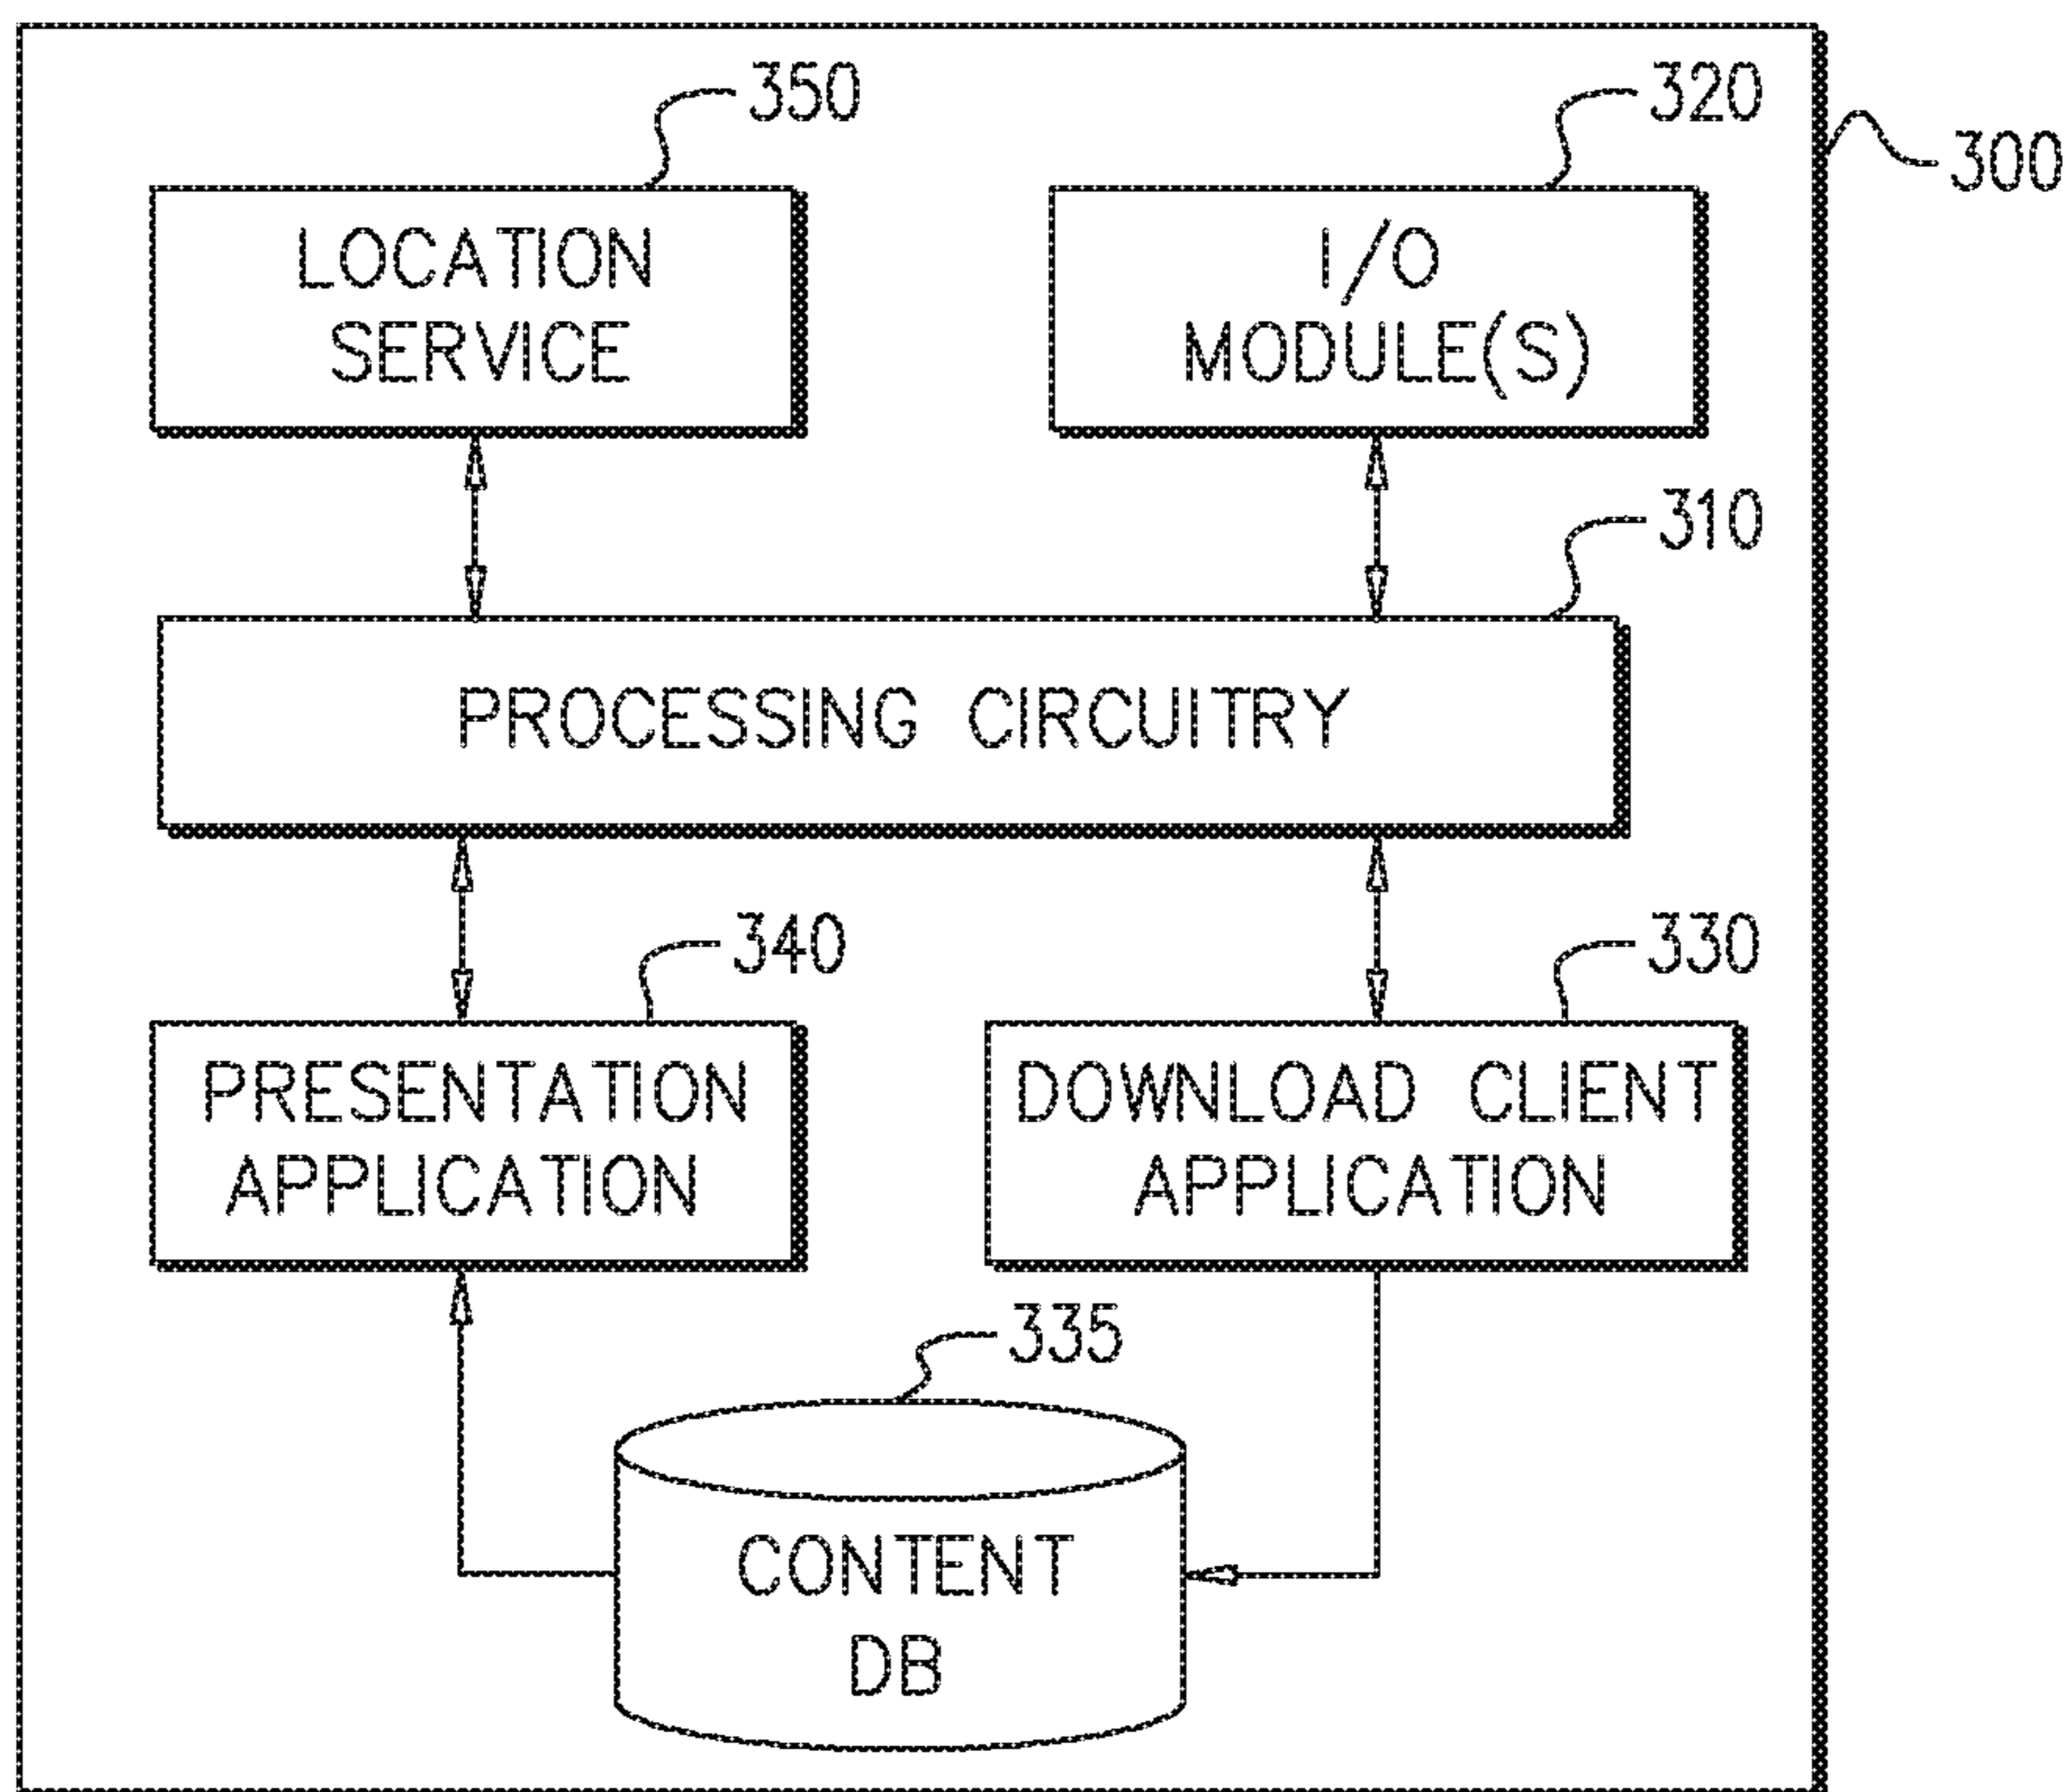 350
320
300
LOCATION
SERVICE
I/O
MODULE(S)
310
PROCESSING CIRCUITRY
340
330
PRESENTATION
APPLICATION
DOWNLOAD CLIENT
APPLICATION
335
CONTENT
DB